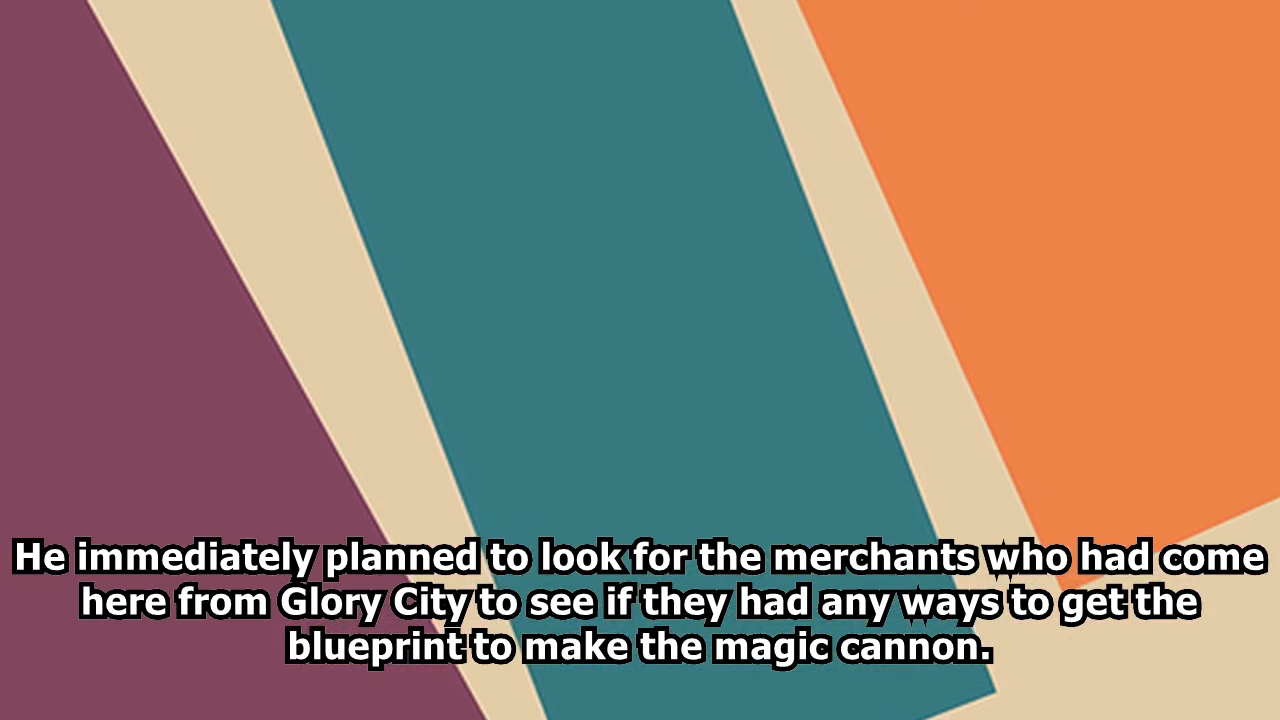 He immediately planned to look for the merchants who had come
here from Glory City to see if they had any ways to get the
blueprint to make the magic cannon.